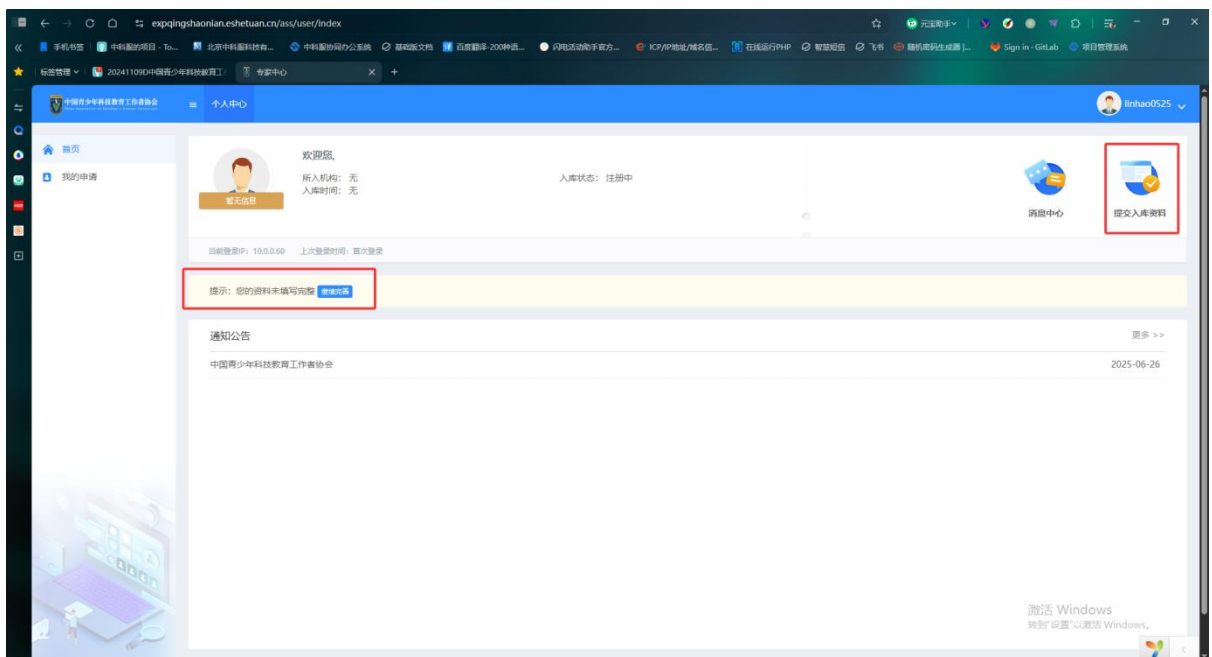 expqingshaonian.eshetuan.cn/ass/user/index
元宝助手
手机书签
中科服的项目 - To...
北京中科服科技有...
中科服协同办公系统
基础版文档
百度翻译-200种语...
闪电活动助手官方...
ICP/IP地址/域名信...
在线运行PHP
智慧短信
飞书
随机密码生成器 |...
Sign in · GitLab
项目管理系统
标签管理
20241109D中国青少年科技教育工
专家中心
中国青少年科技教育工作者协会
个人中心
linhao0525
首页
我的申请
欢迎您,
所入机构: 无
入库状态: 注册中
入库时间: 无
暂无信息
消息中心
提交入库资料
当前登录IP: 10.0.0.60 上次登录时间: 首次登录
提示: 您的资料未填写完整 继续完善
通知公告
更多 >>
中国青少年科技教育工作者协会
2025-06-26
激活 Windows
转到"设置"以激活 Windows。